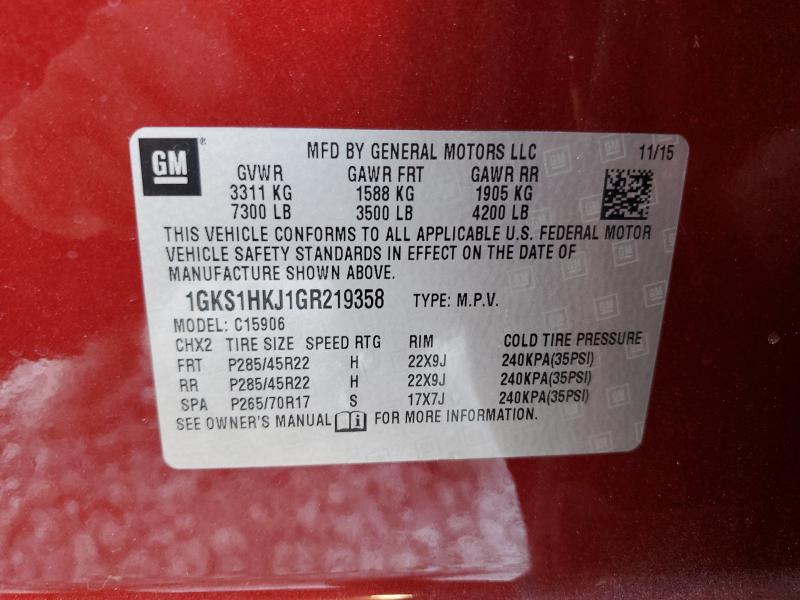 GM ® MFD BY GENERAL MOTORS LLC 11/15
GVWR GAWR FRT GAWR RR
3311 KG 1588 KG 1905 KG
7300 LB 3500 LB 4200 LB
THIS VEHICLE CONFORMS TO ALL APPLICABLE U.S. FEDERAL MOTOR
VEHICLE SAFETY STANDARDS IN EFFECT ON THE DATE OF
MANUFACTURE SHOWN ABOVE.
1GKS1HKJ1GR219358 TYPE: M.P.V.
MODEL: C15906
CHX2 TIRE SIZE SPEED RTG RIM COLD TIRE PRESSURE
FRT P285/45R22 H 22X9J 240KPA(35PSI)
RR P285/45R22 H 22X9J 240KPA(35PSI)
SPA P265/70R17 S 17X7J 240KPA(35PSI)
SEE OWNER'S MANUAL FOR MORE INFORMATION.